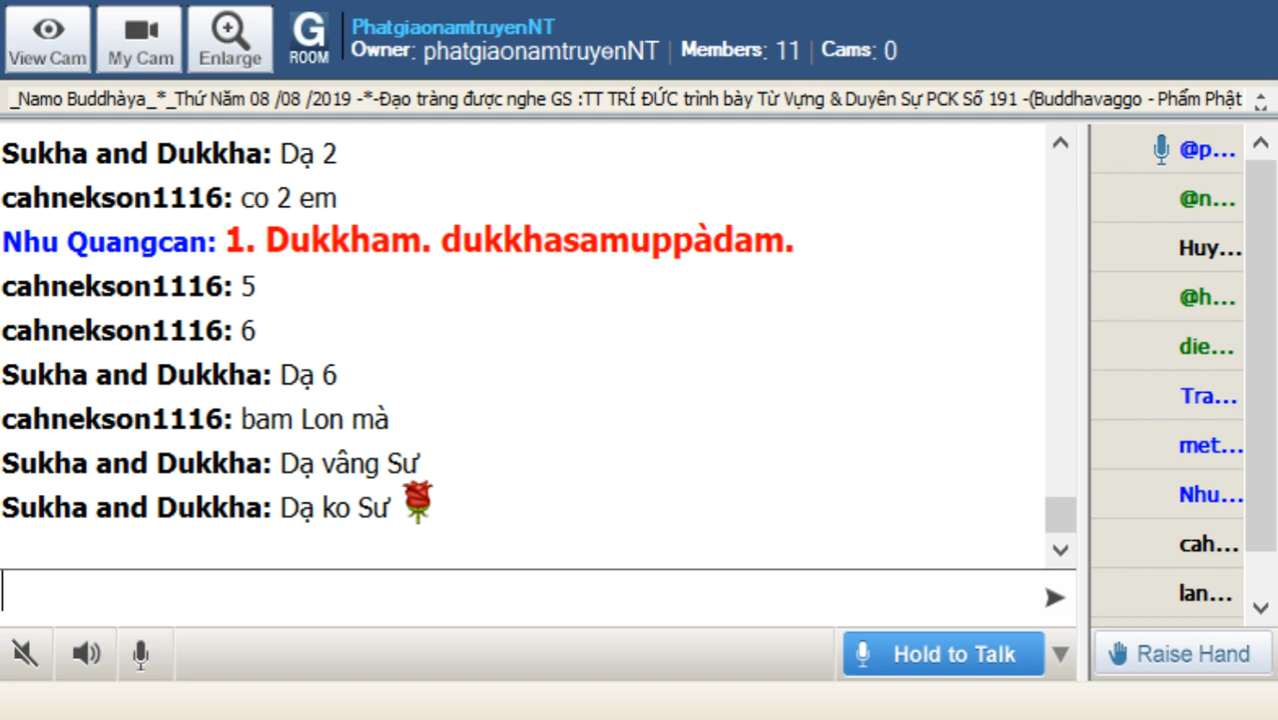 View Cam
My Cam
Enlarge
G
ROOM
PhatgiaonamtruyenNT
Owner: phatgiaonamtruyenNT | Members: 11 | Cams: 0
_Namo Buddhàya_*_Thứ Năm 08 /08 /2019 -*-Đạo tràng được nghe GS :TT TRÍ ĐỨC trình bày Từ Vựng & Duyên Sự PCK Số 191 -(Buddhavaggo - Phẩm Phật
Sukha and Dukkha: Dạ 2
cahnekson1116: co 2 em
Nhu Quangcan: 1. Dukkham. dukkhasamuppàdam.
cahnekson1116: 5
cahnekson1116: 6
Sukha and Dukkha: Dạ 6
cahnekson1116: bam Lon mà
Sukha and Dukkha: Dạ vâng Sư
Sukha and Dukkha: Dạ ko Sư
@p...
@n...
Huy...
@h...
die...
Tra...
met...
Nhu...
cah...
lan...
Hold to Talk
Raise Hand